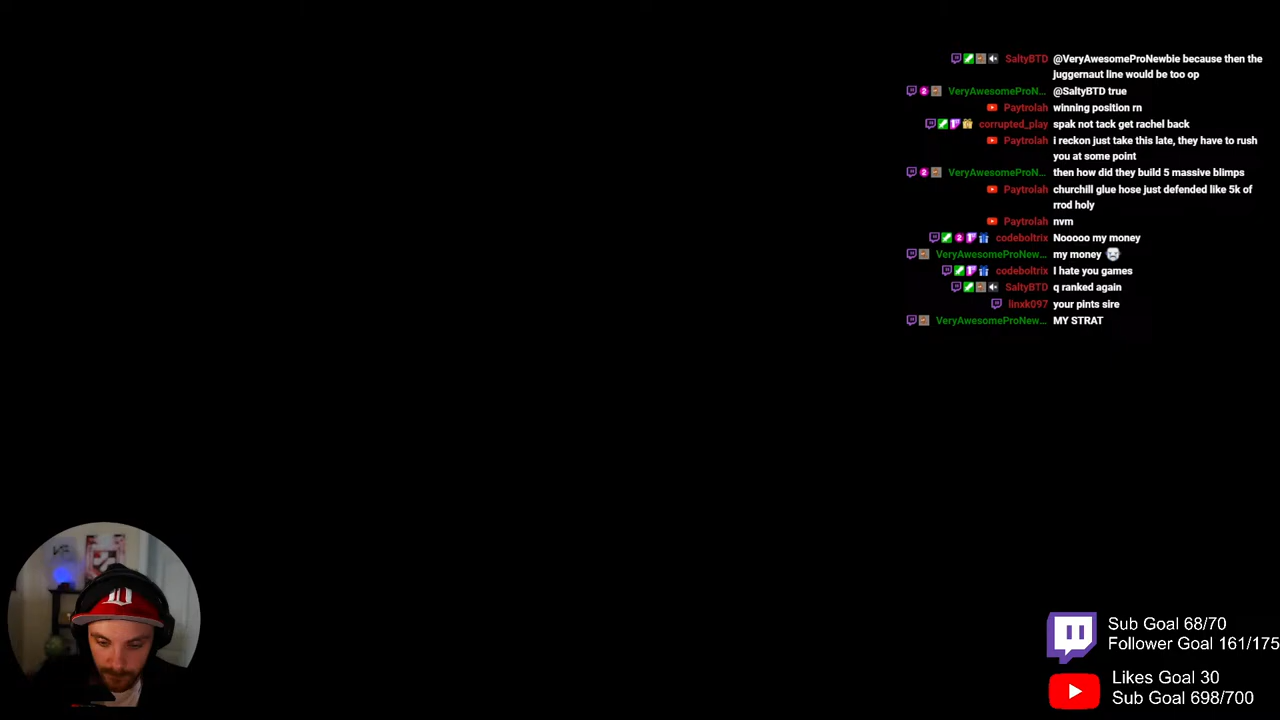 SaltyBTD @VeryAwesomeProNewbie because then the
juggernaut line would be too op
VeryAwesomeProN... @SaltyBTD true
Paytrolah winning position rn
corrupted_play spak not tack get rachel back
Paytrolah i reckon just take this late, they have to rush
you at some point
VeryAwesomeProN... then how did they build 5 massive blimps
Paytrolah churchill glue hose just defended like 5k of
rrod holy
Paytrolah nvm
codeboltrix Nooooo my money
VeryAwesomeProNew... my money
codeboltrix I hate you games
SaltyBTD q ranked again
linxk097 your pints sire
VeryAwesomeProNew... MY STRAT
Sub Goal 68/70
Follower Goal 161/175
Likes Goal 30
Sub Goal 698/700